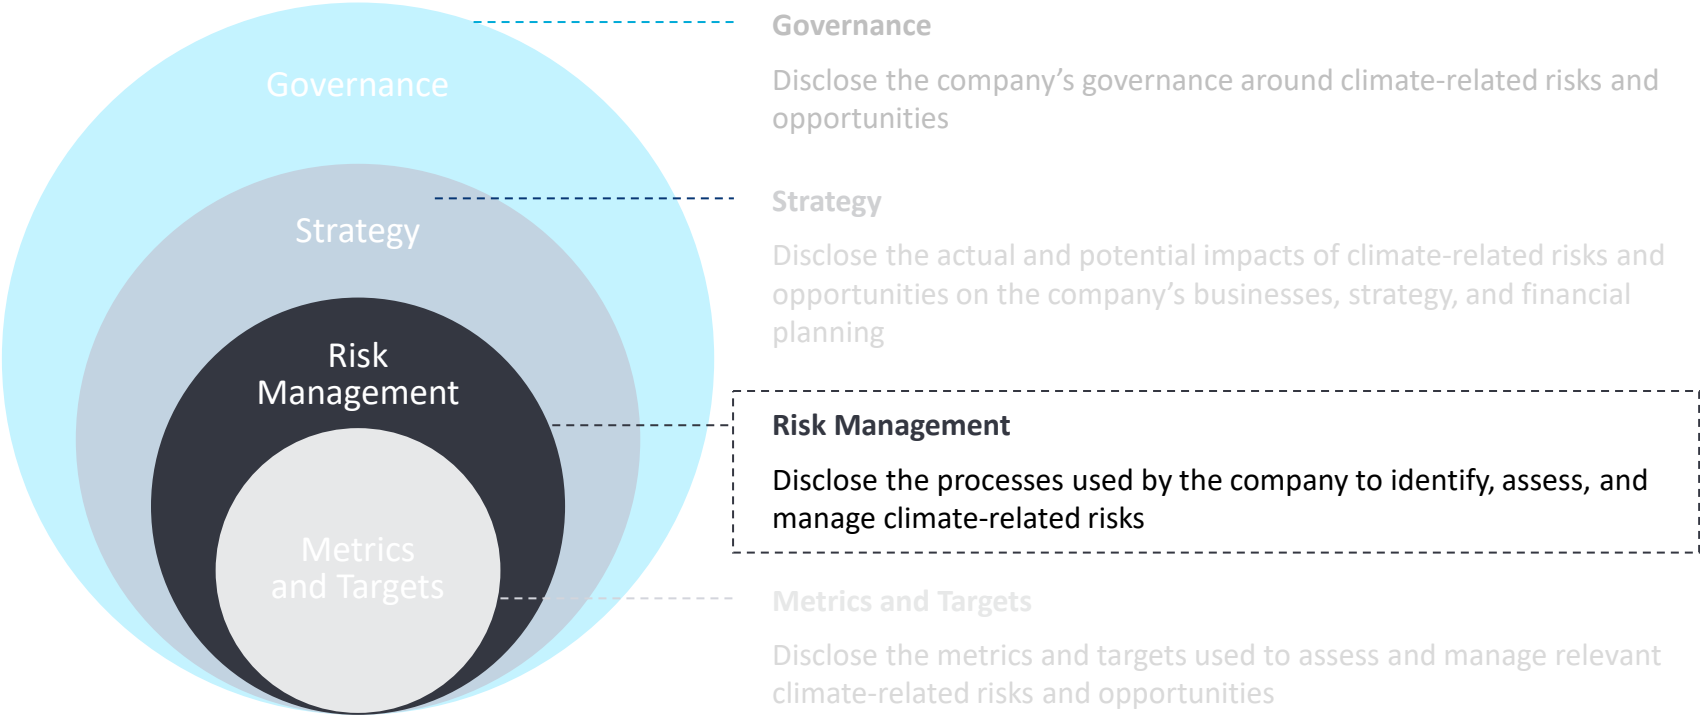 Governance
Strategy
Risk
Management
Metrics
and Targets
Governance
Disclose the company’s governance around climate-related risks and
opportunities
Strategy
Disclose the actual and potential impacts of climate-related risks and
opportunities on the company’s businesses, strategy, and financial
planning
Risk Management
Disclose the processes used by the company to identify, assess, and
manage climate-related risks
Metrics and Targets
Disclose the metrics and targets used to assess and manage relevant
climate-related risks and opportunities